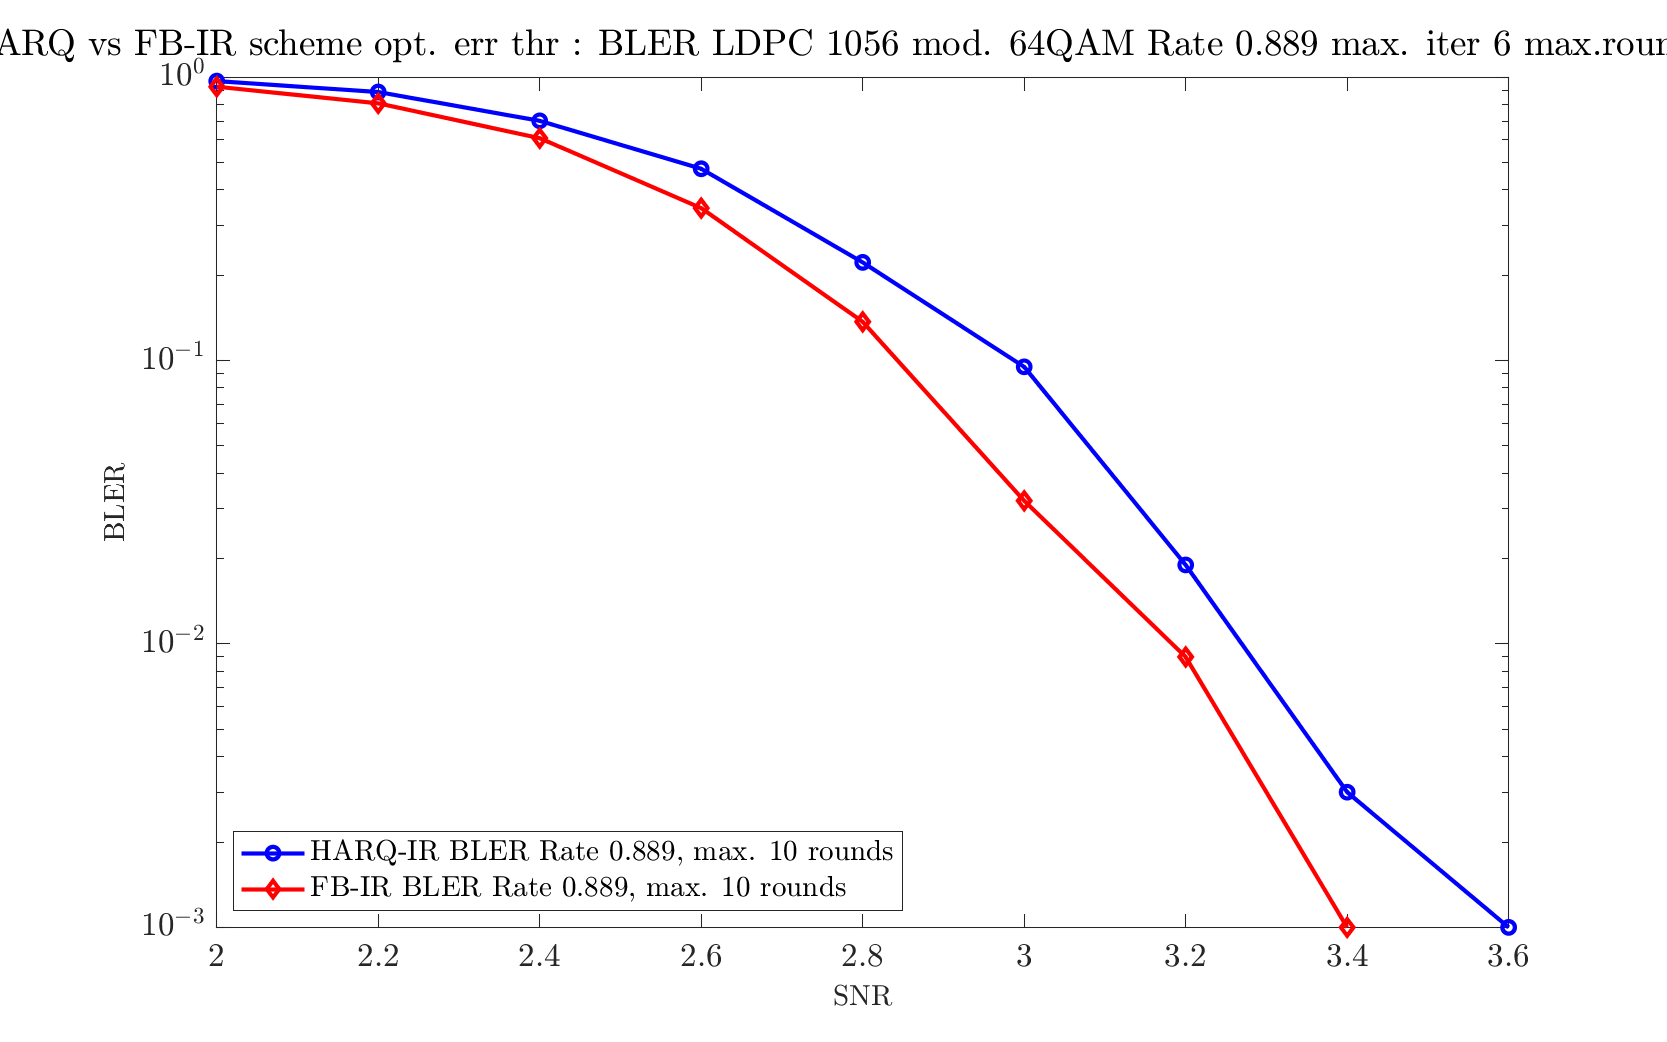 ARQ vs FB-IR scheme opt. err thr : BLER LDPC 1056 mod. 64QAM Rate 0.889 max. iter 6 max.roun
10^0
10^−1
10^−2
10^−3
BLER
HARQ-IR BLER Rate 0.889, max. 10 rounds
FB-IR BLER Rate 0.889, max. 10 rounds
2 2.2 2.4 2.6 2.8 3 3.2 3.4 3.6
SNR